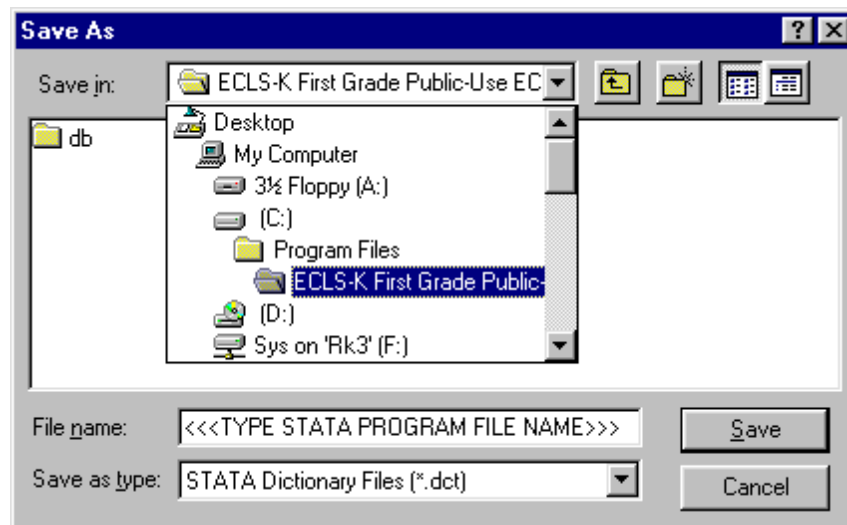 Save As
Save in: ECLS-K First Grade Public-Use EC
db
Desktop
My Computer
3½ Floppy (A:)
(C:)
Program Files
ECLS-K First Grade Public-
(D:)
Sys on 'Rk3' (F:)
File name: <<<TYPE STATA PROGRAM FILE NAME>>> Save
Save as type: STATA Dictionary Files (*.dct) Cancel